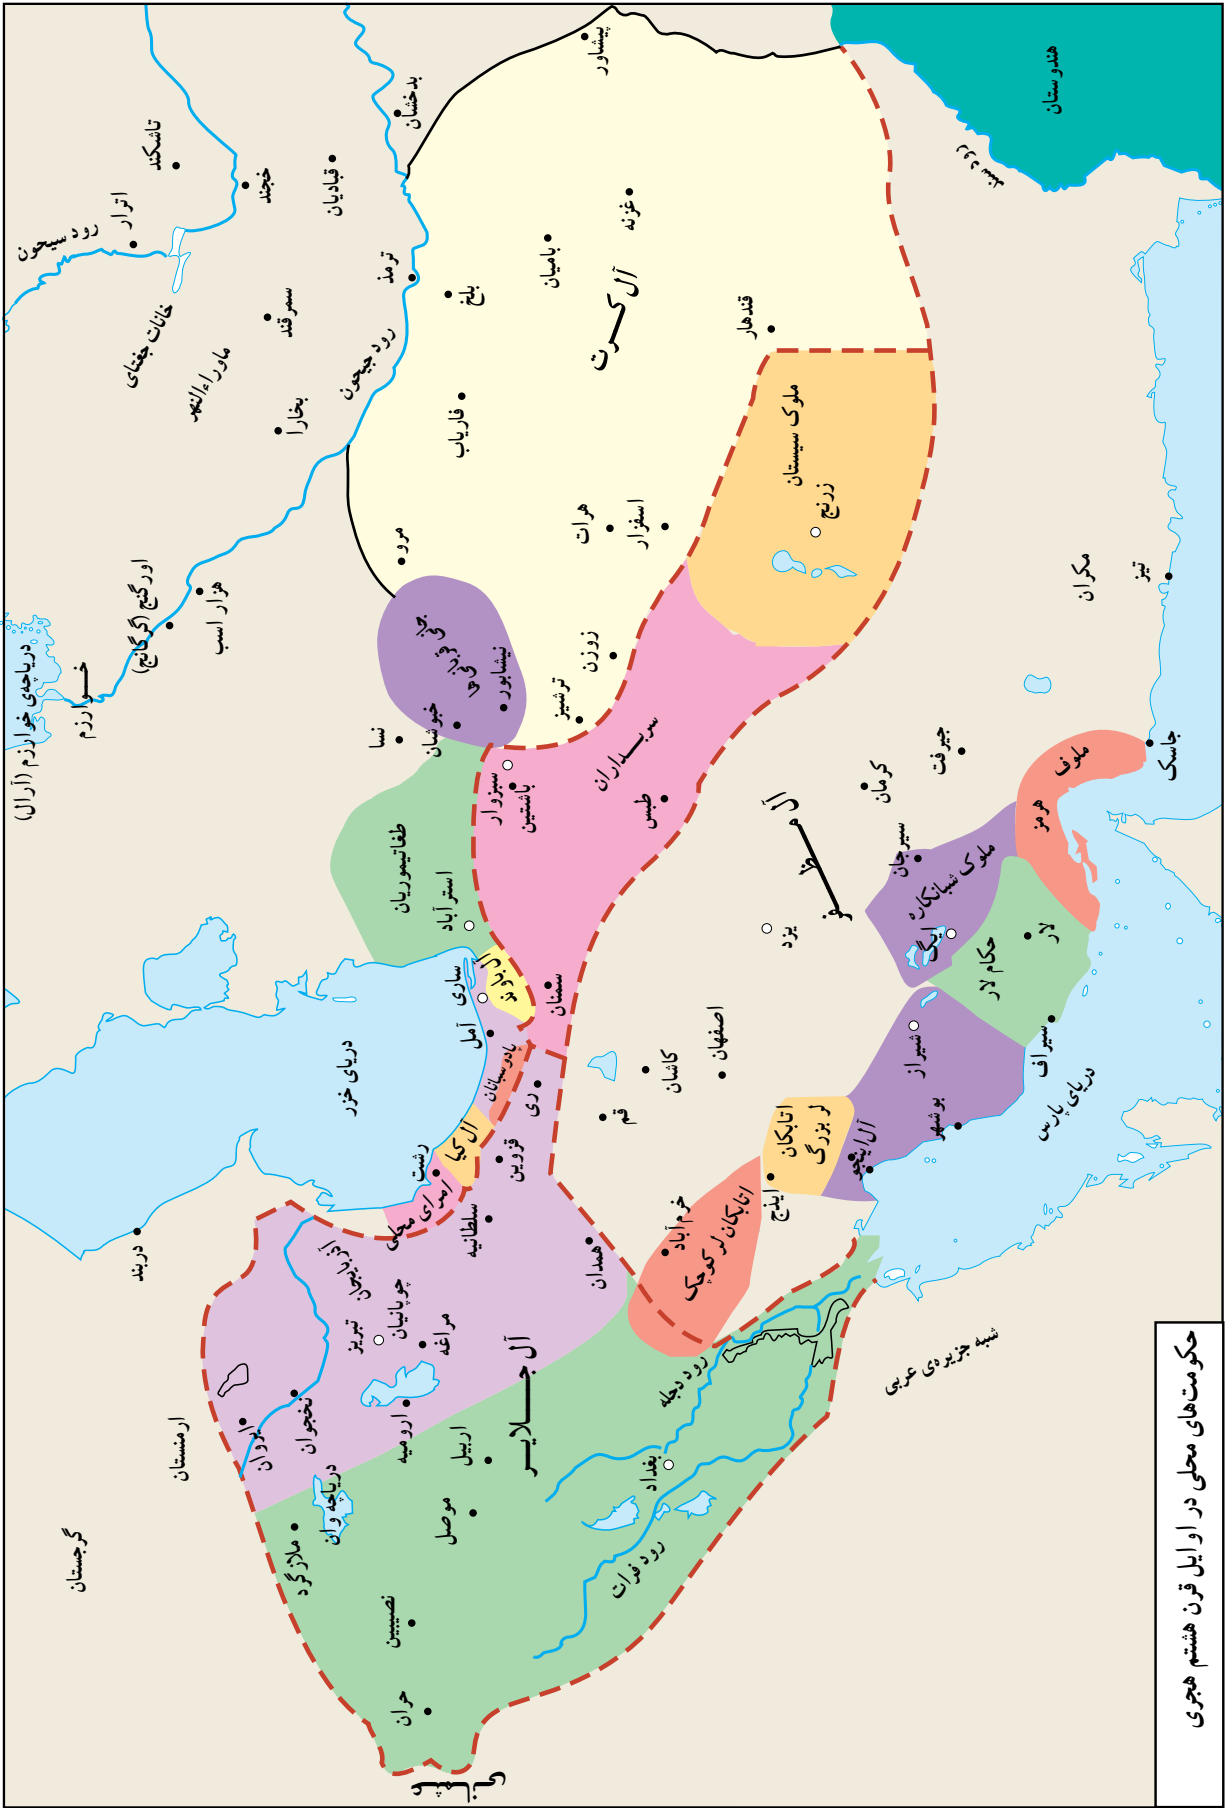 حکومت‌های محلی در اوایل قرن هشتم هجری
هندوستان
پیشاور
بدخشان
تاشکند
خجند
قبادیان
اترار
رود سیحون
ترمذ
بلخ
بامیان
غزنه
آل کرت
قندهار
سمرقند
خانات جغتای
ماوراءالنهر
رود جیحون
بخارا
فاریاب
ملوک سیستان
زرنج
هرات
اسفزار
مرو
اورگنج (گرگانج)
هزار اسب
خوارزم
دریاچه‌ی خوارزم (آرال)
مکران
تیز
نیشابور
خبوشان
نسا
زوزن
ترشیز
سربداران
سبزوار
باشتین
طبس
طغاتیموریان
استرآباد
جیرفت
کرمان
جاسک
ملوک
هرمز
سیرجان
ملوک شبانکاره
ایگ
حکام لار
لار
سیراف
آل مظفر
یزد
ساری
آمل
آل باوند
سمنان
پادوسبانان
ری
اصفهان
کاشان
قم
شیراز
بوشهر
آل اینجو
دریای پارس
اتابکان
لر بزرگ
ایذج
دریای خزر
آل کیا
رشت
امرای محلی
قزوین
سلطانیه
همدان
خرم‌آباد
اتابکان لر کوچک
دربند
آذربایجان
چوپانیان
تبریز
مراغه
ارومیه
نخجوان
ایروان
ارمنستان
گرجستان
آل جلایر
اربیل
موصل
دریاچه وان
ملازگرد
نصیبین
حران
رود دجله
بغداد
رود فرات
شبه جزیره‌ی عربی